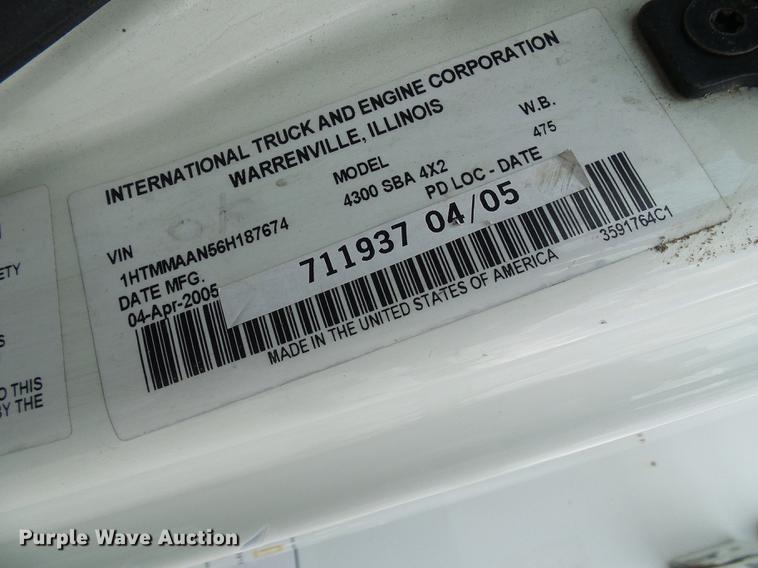 INTERNATIONAL TRUCK AND ENGINE CORPORATION
WARRENVILLE, ILLINOIS
W.B.
MODEL
475
4300 SBA 4X2
VIN
PD LOC - DATE
1HTMMAAN56H187674
DATE MFG.
711937 04/05
04-Apr-2005
3591764C1
MADE IN THE UNITED STATES OF AMERICA
THIS
BY THE
Purple Wave Auction